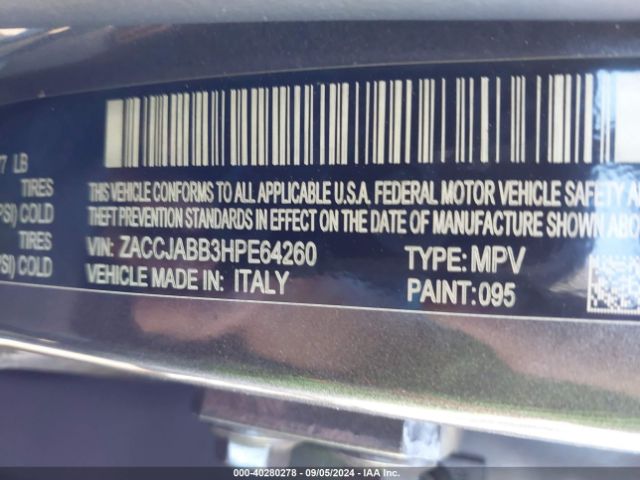 7 LB
TIRES
PSI) COLD
TIRES
SI) COLD
THIS VEHICLE CONFORMS TO ALL APPLICABLE U.S.A. FEDERAL MOTOR VEHICLE SAFETY
THEFT PREVENTION STANDARDS IN EFFECT ON THE DATE OF MANUFACTURE SHOWN
VIN: ZACCJABB3HPE64260 TYPE: MPV
VEHICLE MADE IN: ITALY PAINT: 095
000-40280278 - 09/05/2024 - IAA Inc.